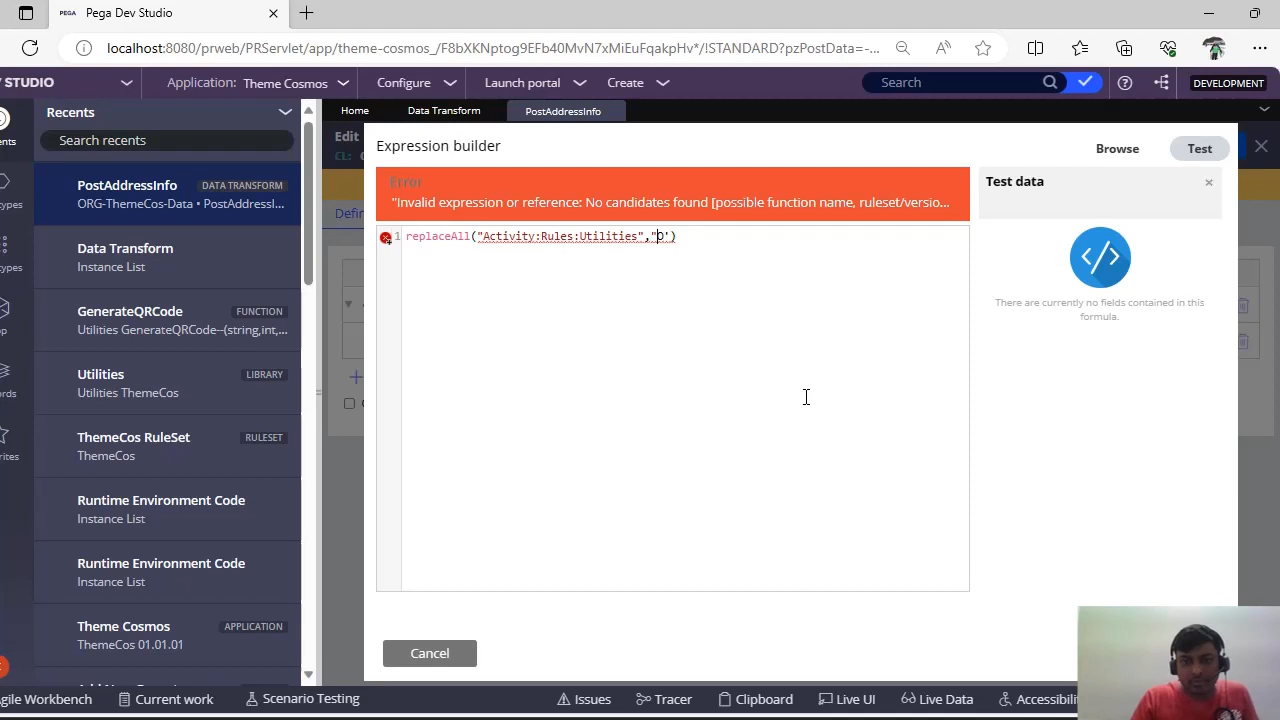 Pega Dev Studio
localhost:8080/prweb/PRServlet/app/theme-cosmos_/F8bXKNptGg9EFb40MvN7xMiEuFqakpHv*/!STANDARD?pzPostData=-...
STUDIO
Application: Theme Cosmos
Configure
Launch portal
Create
Search
DEVELOPMENT
Recents
Home
Data Transform
PostAddressInfo
Search recents
Edit
CL:
Expression builder
Browse
Test
Error
"Invalid expression or reference: No candidates found [possible function name, ruleset/versio...
Test data
1 replaceAll("Activity:Rules:Utilities","O')
There are currently no fields contained in this
formula.
PostAddressInfo DATA TRANSFORM
ORG-ThemeCos-Data • PostAddressI...
Data Transform
Instance List
GenerateQRCode FUNCTION
Utilities GenerateQRCode--(string,int,...
Utilities LIBRARY
Utilities ThemeCos
ThemeCos RuleSet RULESET
ThemeCos
Runtime Environment Code
Instance List
Runtime Environment Code
Instance List
Theme Cosmos APPLICATION
ThemeCos 01.01.01
Cancel
gile Workbench
Current work
Scenario Testing
Issues
Tracer
Clipboard
Live UI
Live Data
Accessibili